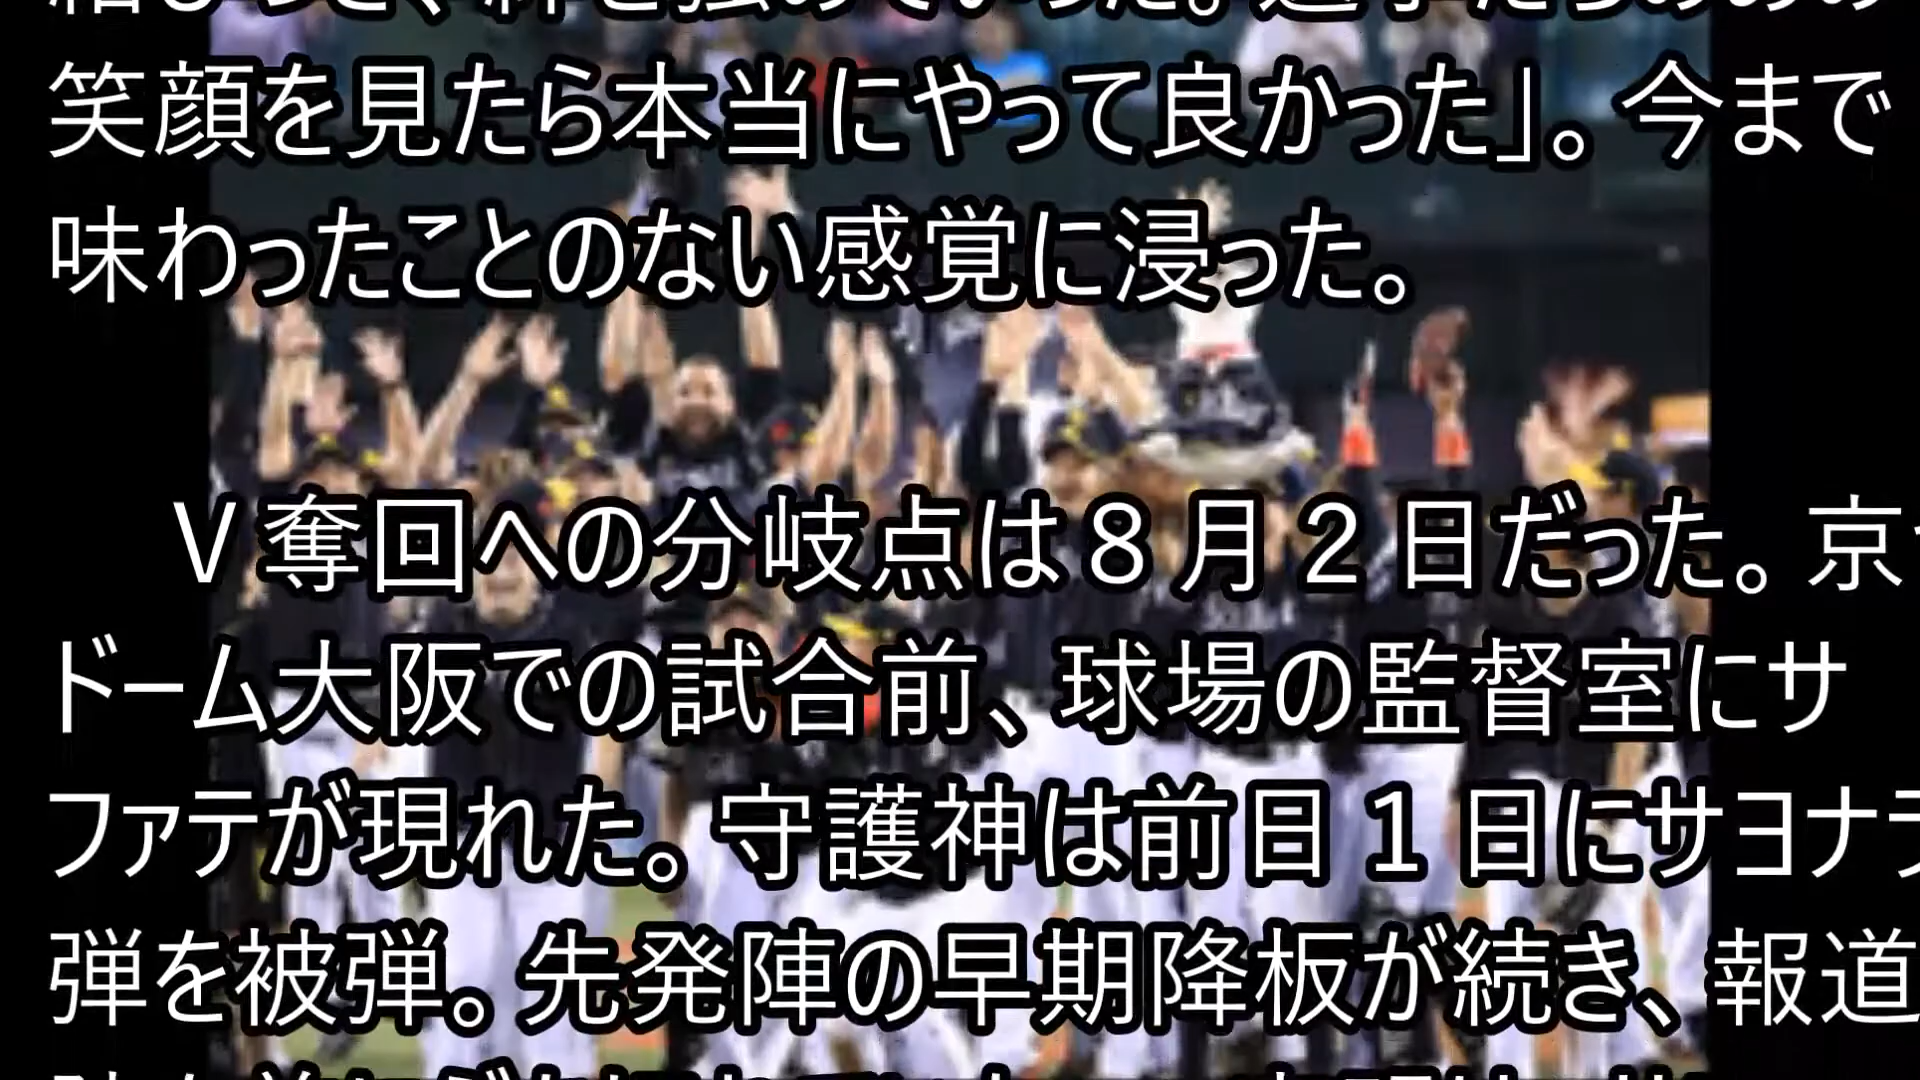 笑顔を見たら本当にやって良かった」。今まで
味わったことのない感覚に浸った。
V 奪回への分岐点は 8 月 2 日だった。京
ドーム大阪での試合前、球場の監督室にサ
ファテが現れた。守護神は前日 1 日にサヨナラ
弾を被弾。先発陣の早期降板が続き、報道